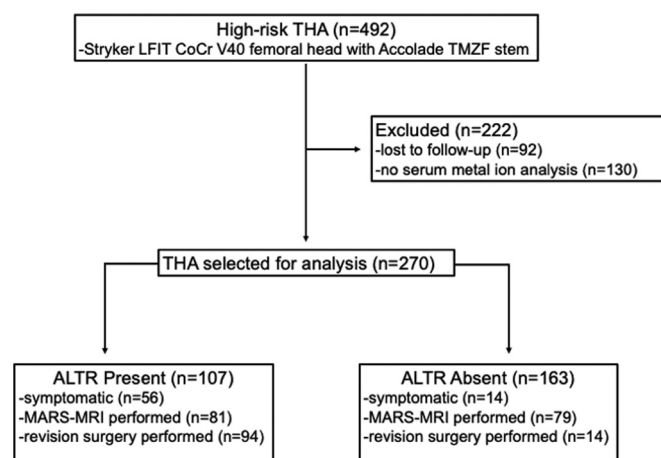 High-risk THA (n=492)
-Stryker LFIT CoCr V40 femoral head with Accolade TMZF stem
Excluded (n=222)
-lost to follow-up (n=92)
-no serum metal ion analysis (n=130)
THA selected for analysis (n=270)
ALTR Present (n=107)
-symptomatic (n=56)
-MARS-MRI performed (n=81)
-revision surgery performed (n=94)
ALTR Absent (n=163)
-symptomatic (n=14)
-MARS-MRI performed (n=79)
-revision surgery performed (n=14)